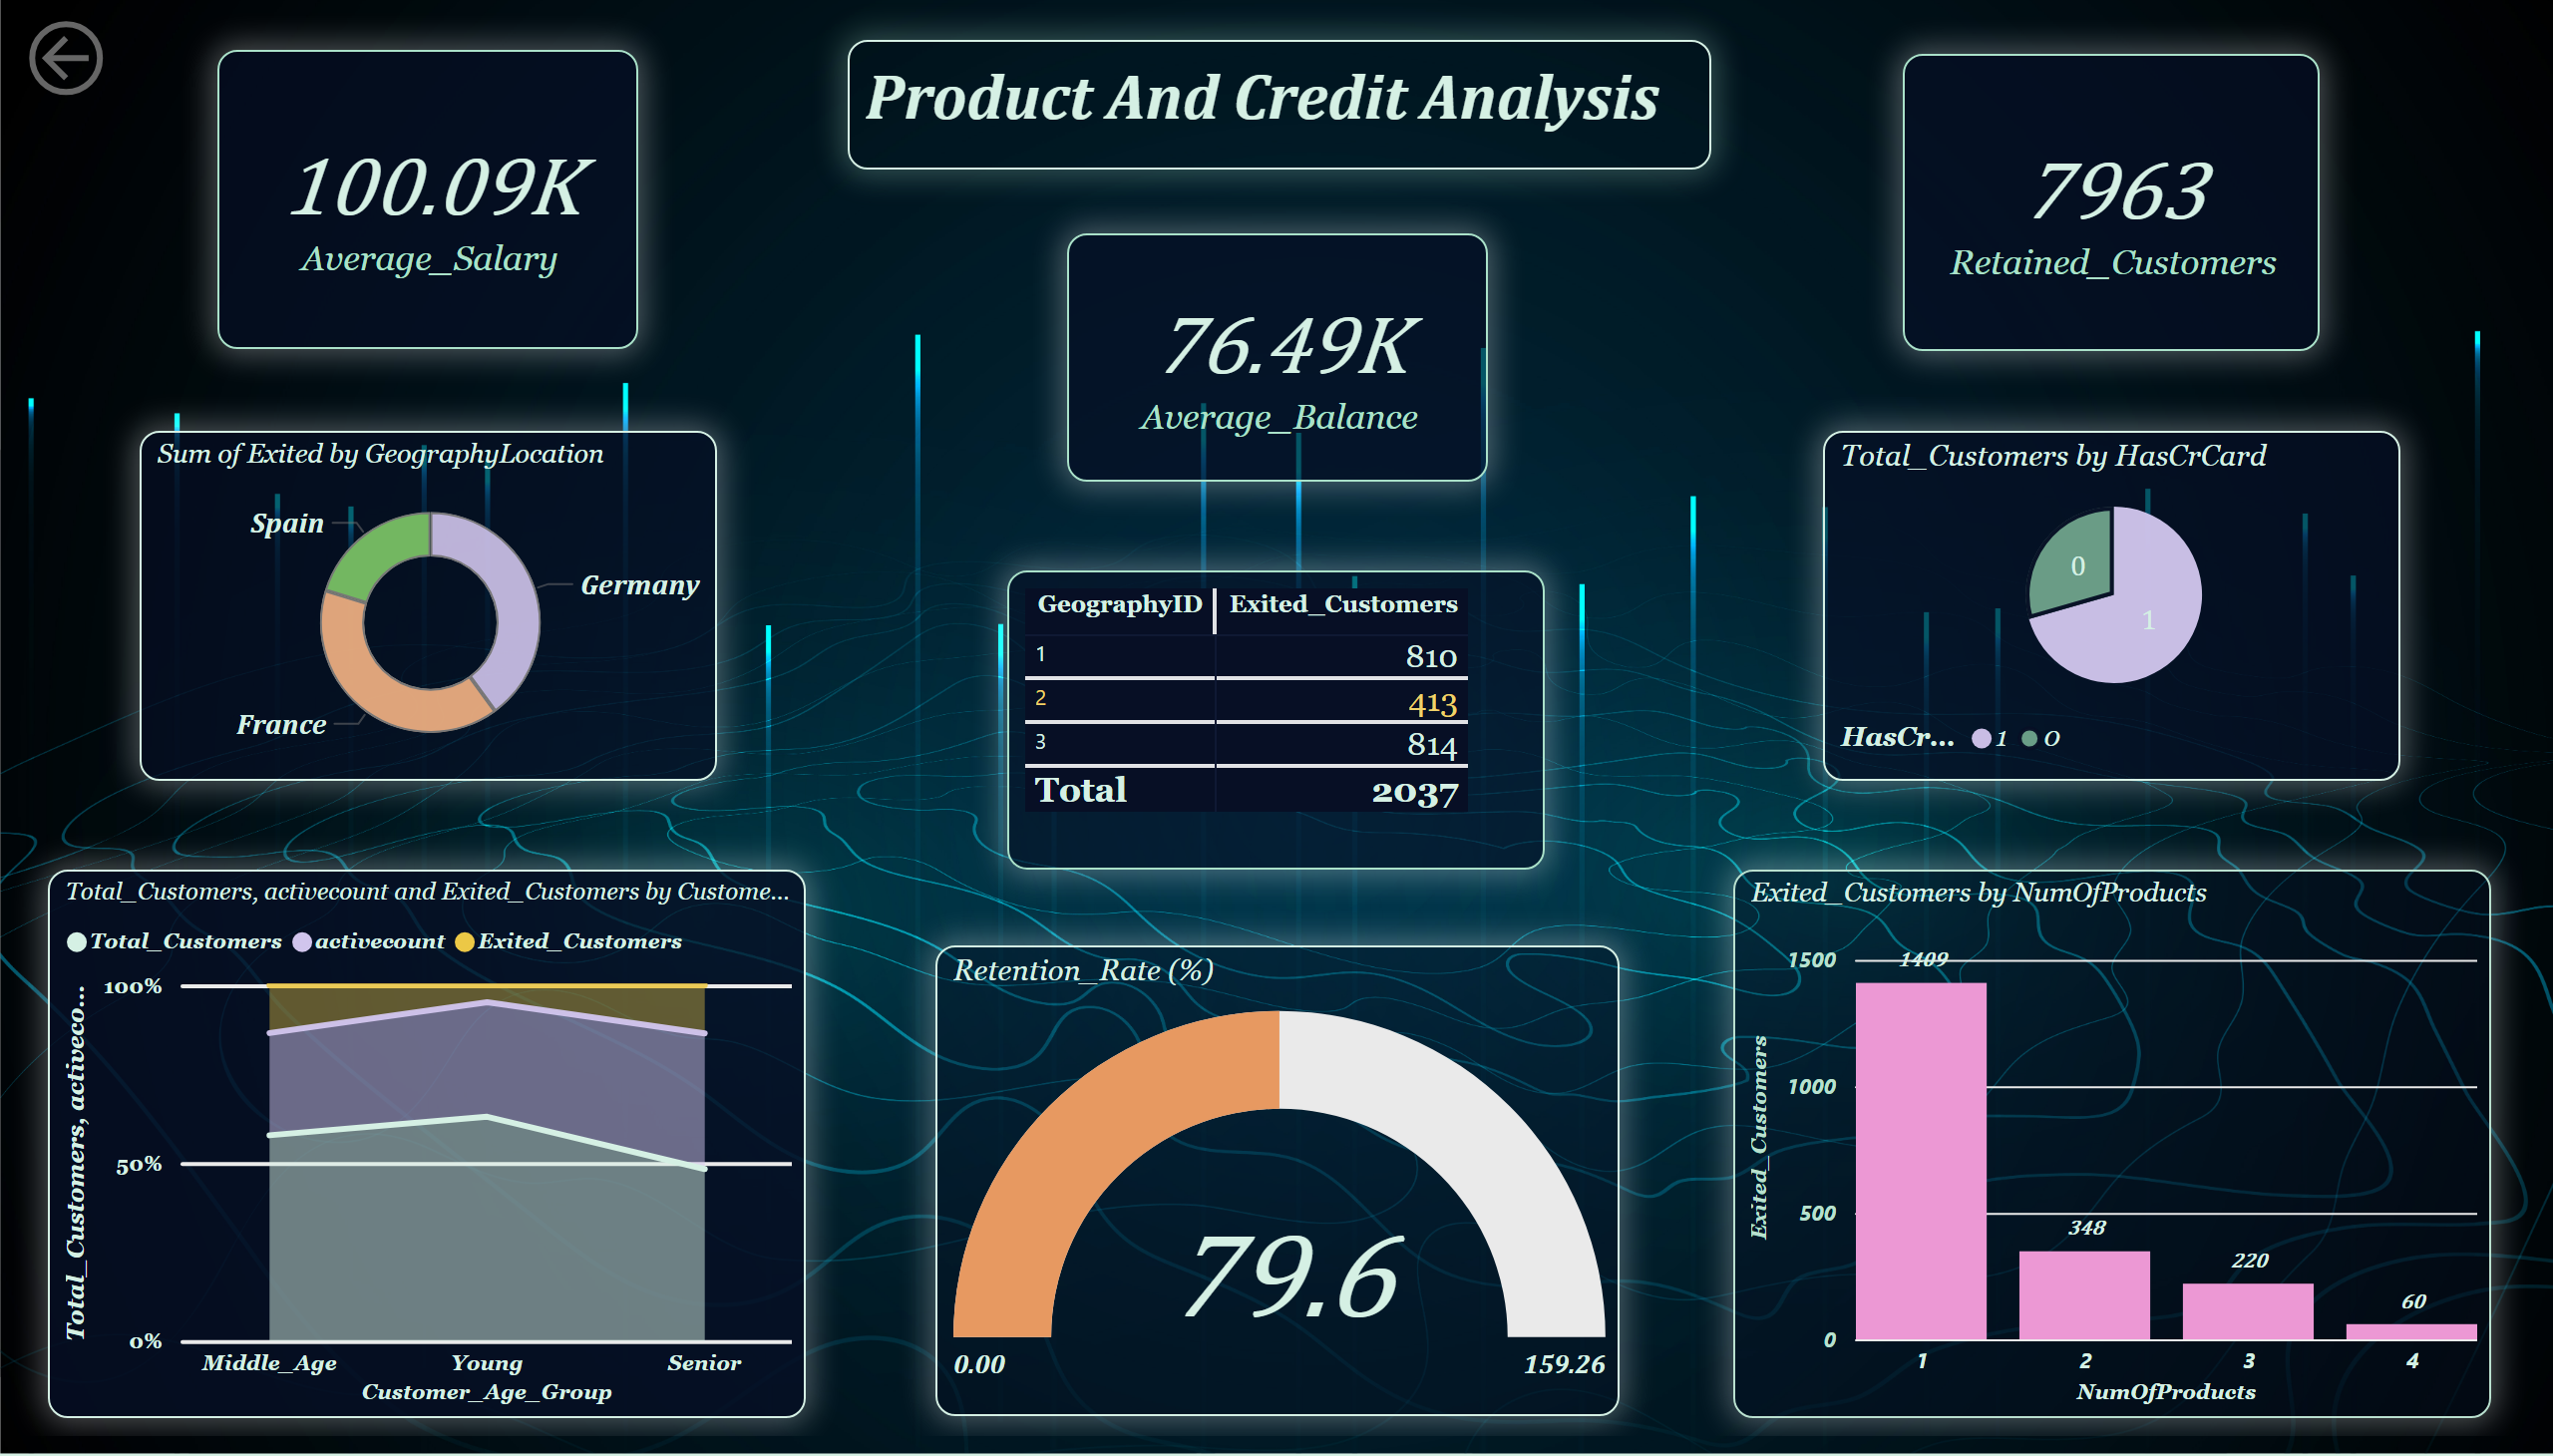 Product And Credit Analysis
100.09K
Average_Salary
76.49K
Average_Balance
7963
Retained_Customers
Sum of Exited by GeographyLocation
Spain
Germany
France
GeographyID Exited_Customers
1 810
2 413
3 814
Total 2037
Total_Customers by HasCrCard
0
1
HasCr... 1 0
Total_Customers, activecount and Exited_Customers by Custome...
Total_Customers activecount Exited_Customers
Total_Customers, activeco...
100%
50%
0%
Middle_Age Young Senior
Customer_Age_Group
Retention_Rate (%)
79.6
0.00 159.26
Exited_Customers by NumOfProducts
Exited_Customers
1500
1000
500
0
1409
348
220
60
1 2 3 4
NumOfProducts